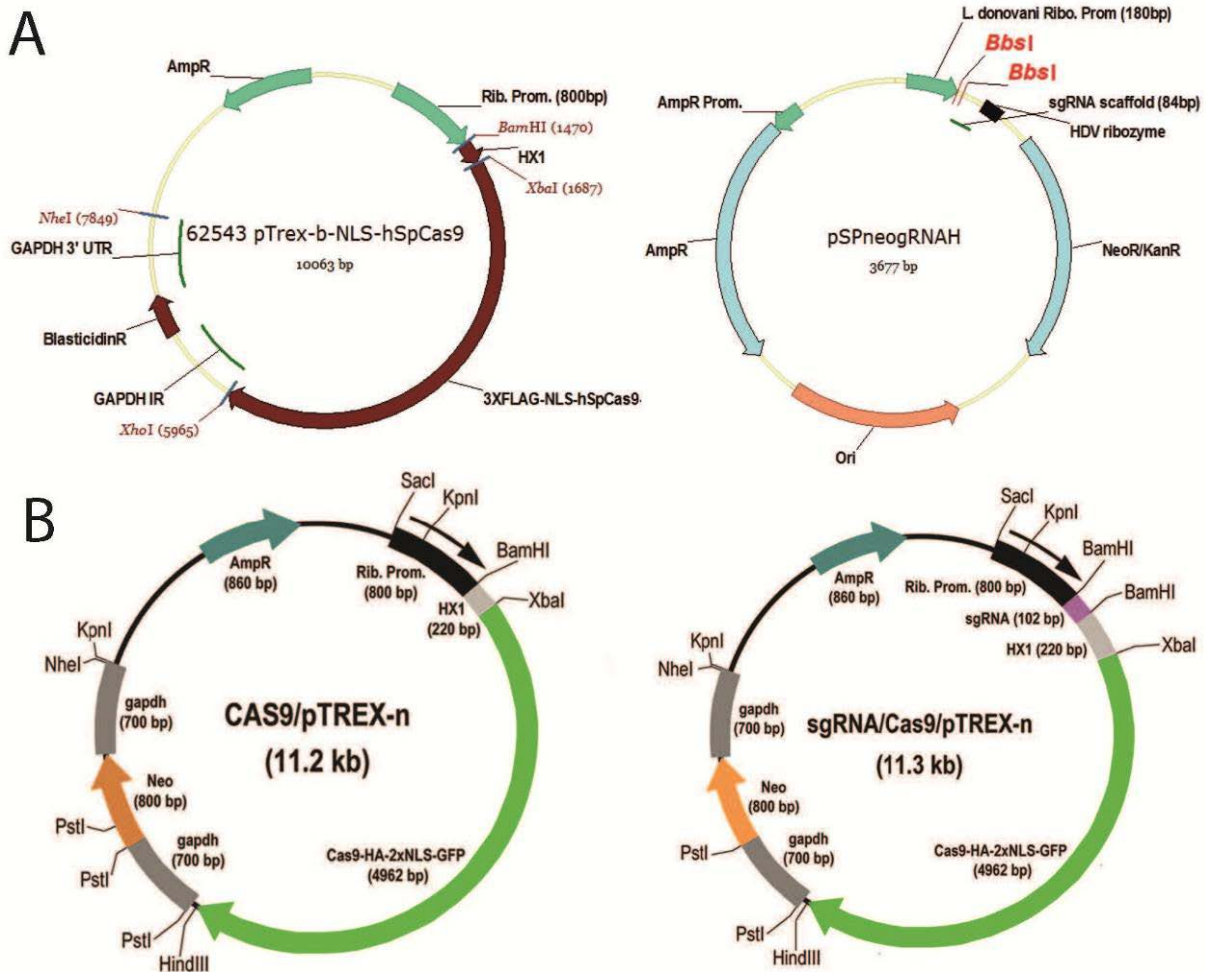 A
AmpR
Rib. Prom. (800bp)
BamHI (1470)
HX1
XbaI (1687)
NheI (7849)
62543 pTrex-b-NLS-hSpCas9
10063 bp
GAPDH 3' UTR
BlasticidinR
GAPDH IR
XhoI (5965)
3XFLAG-NLS-hSpCas9-
L. donovani Ribo. Prom (180bp)
BbsI
BbsI
AmpR Prom.
sgRNA scaffold (84bp)
HDV ribozyme
pSPneogRNAH
3677 bp
AmpR
NeoR/KanR
Ori
B
SacI
KpnI
BamHI
XbaI
AmpR
(860 bp)
Rib. Prom.
(800 bp)
HX1
(220 bp)
KpnI
NheI
gapdh
(700 bp)
CAS9/pTREX-n
(11.2 kb)
Neo
(800 bp)
PstI
PstI
gapdh
(700 bp)
Cas9-HA-2xNLS-GFP
(4962 bp)
PstI
HindIII
SacI
KpnI
BamHI
BamHI
XbaI
AmpR
(860 bp)
Rib. Prom. (800 bp)
sgRNA (102 bp)
HX1 (220 bp)
KpnI
NheI
gapdh
(700 bp)
sgRNA/Cas9/pTREX-n
(11.3 kb)
Neo
(800 bp)
PstI
gapdh
(700 bp)
Cas9-HA-2xNLS-GFP
(4962 bp)
PstI
HindIII